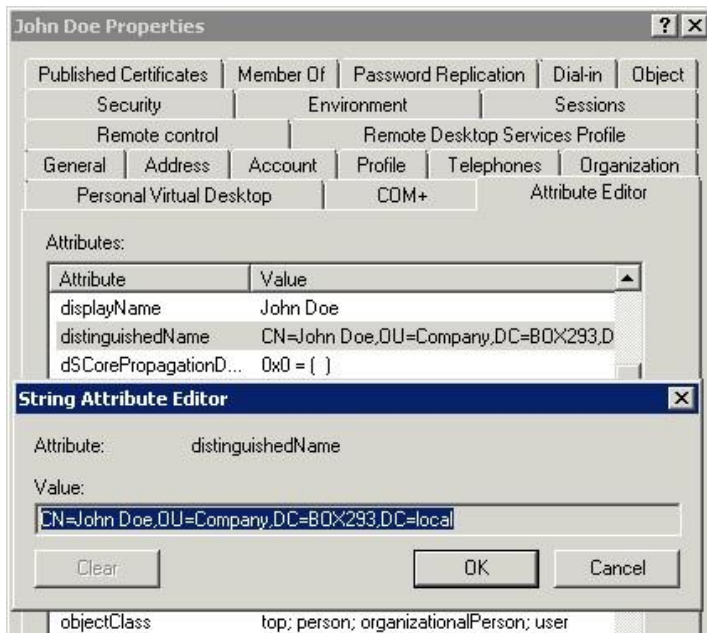 John Doe Properties
Published Certificates Member Of Password Replication Dial-in Object
Security Environment Sessions
Remote control Remote Desktop Services Profile
General Address Account Profile Telephones Organization
Personal Virtual Desktop COM+ Attribute Editor
Attributes:
Attribute Value
displayName John Doe
distinguishedName CN=John Doe,OU=Company,DC=BOX293,D
dSCorePropagationD... 0x0 = ( )
String Attribute Editor
Attribute: distinguishedName
Value:
CN=John Doe,OU=Company,DC=BOX293,DC=local
Clear OK Cancel
objectClass top; person; organizationalPerson; user